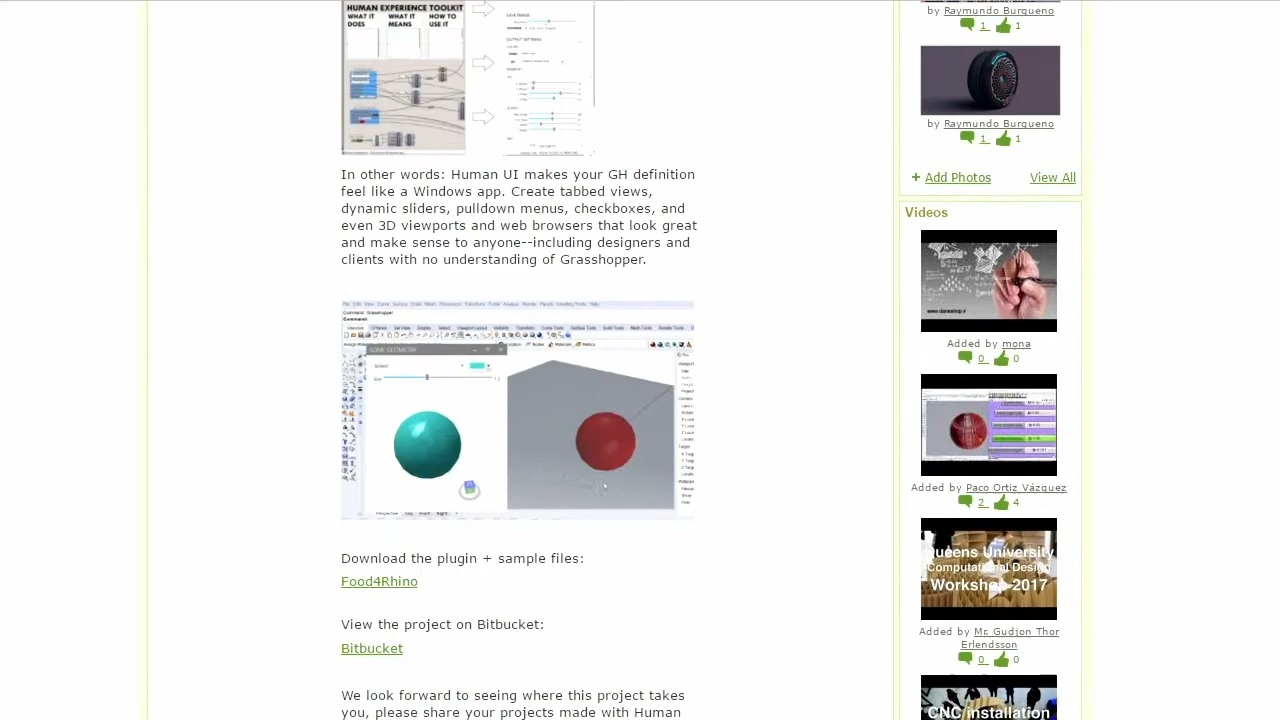 HUMAN EXPERIENCE TOOLKIT
WHAT IT DOES
WHAT IT MEANS
HOW TO USE IT
In other words: Human UI makes your GH definition
feel like a Windows app. Create tabbed views,
dynamic sliders, pulldown menus, checkboxes, and
even 3D viewports and web browsers that look great
and make sense to anyone--including designers and
clients with no understanding of Grasshopper.
SOME GEOMETRY
Download the plugin + sample files:
Food4Rhino
View the project on Bitbucket:
Bitbucket
We look forward to seeing where this project takes
you, please share your projects made with Human
by Raymundo Burgueno
1 1
by Raymundo Burgueno
1 1
+ Add Photos View All
Videos
Added by mona
0 0
Added by Paco Ortiz Vázquez
2 4
Queens University
Computational Design
Workshop 2017
Added by Mr. Gudjon Thor
Erlendsson
0 0
CNC installation